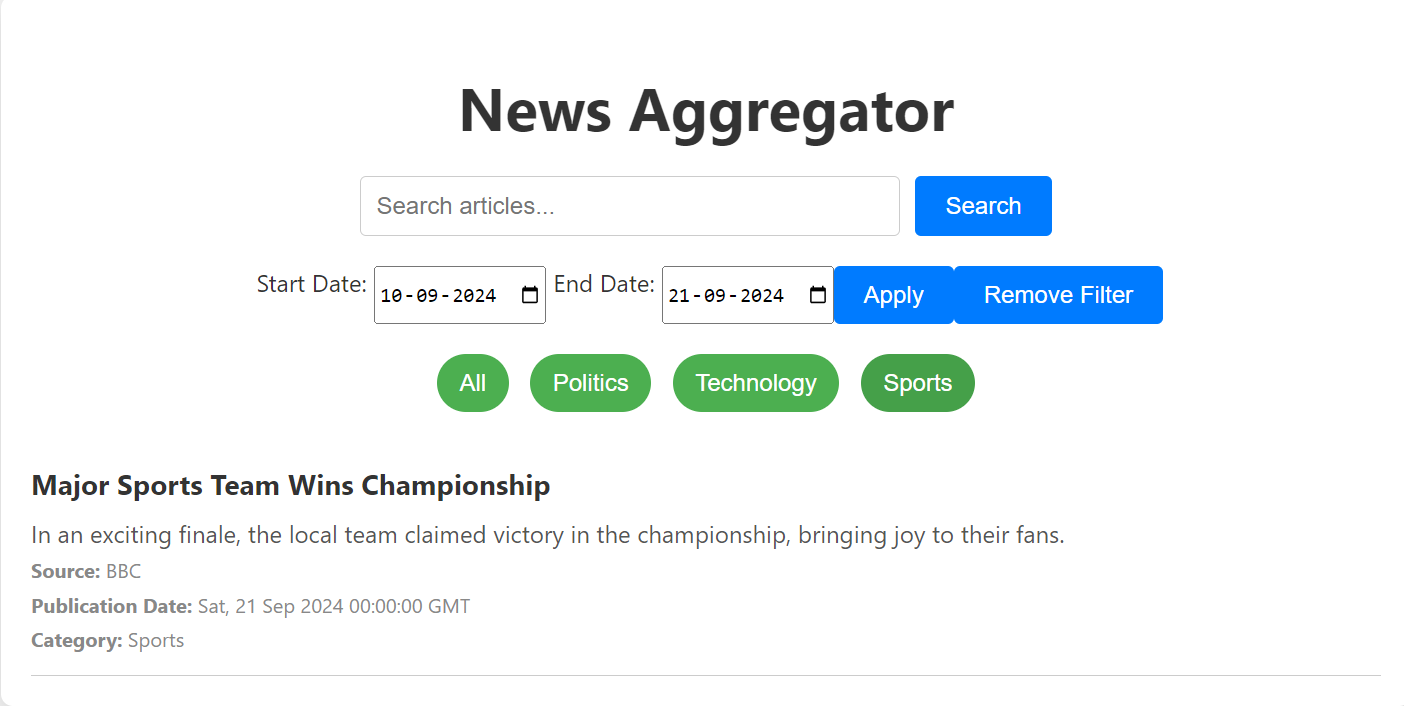 News Aggregator
Search articles... Search
Start Date: 10-09-2024 End Date: 21-09-2024 Apply Remove Filter
All Politics Technology Sports
Major Sports Team Wins Championship
In an exciting finale, the local team claimed victory in the championship, bringing joy to their fans.
Source: BBC
Publication Date: Sat, 21 Sep 2024 00:00:00 GMT
Category: Sports